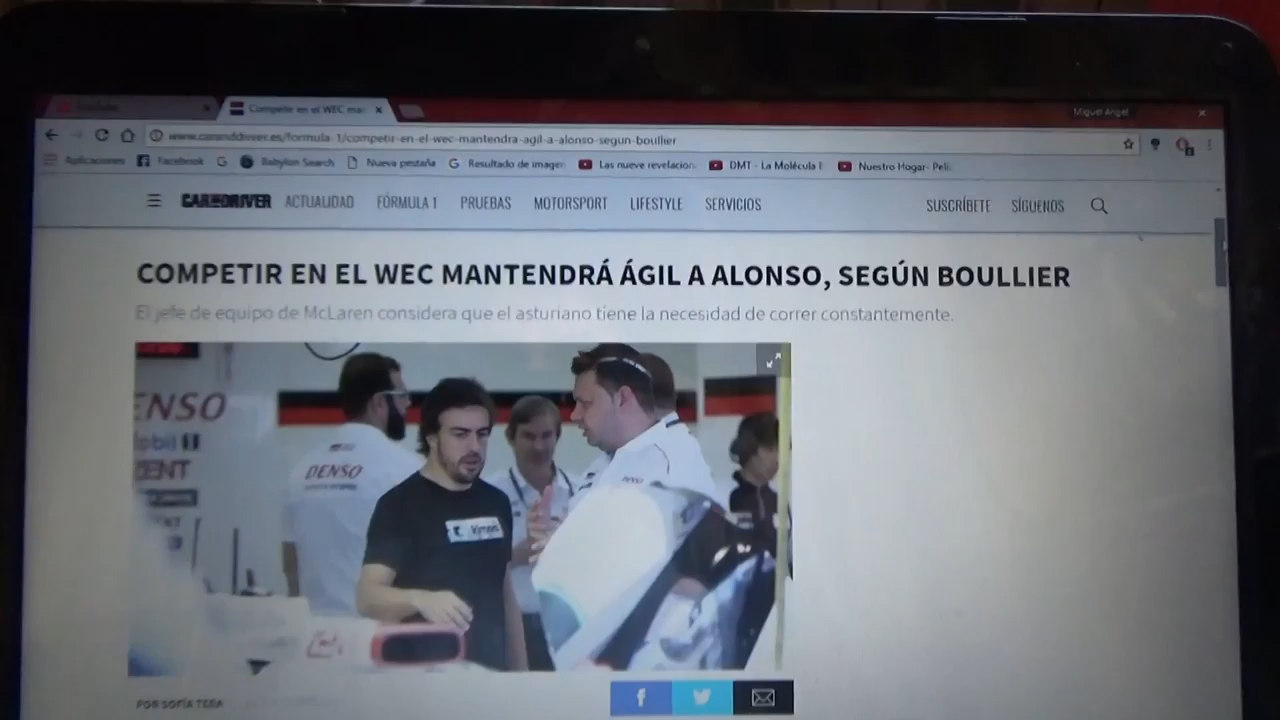 Competir en el WEC mac
Miguel Angel
www.caranddriver.es/formula-1/competir-en-el-wec-mantendra-agil-a-alonso-segun-boullier
Aplicaciones Facebook Babylon Search Nueva pestaña Resultado de imagen Las nueve revelacion DMT - La Molécula Nuestro Hogar- Peli
CAR AND DRIVER ACTUALIDAD FÓRMULA 1 PRUEBAS MOTORSPORT LIFESTYLE SERVICIOS SUSCRÍBETE SÍGUENOS
COMPETIR EN EL WEC MANTENDRÁ ÁGIL A ALONSO, SEGÚN BOULLIER
El jefe de equipo de McLaren considera que el asturiano tiene la necesidad de correr constantemente.
DENSO
DENSO
Kimoa
POR SOFÍA TEÑA